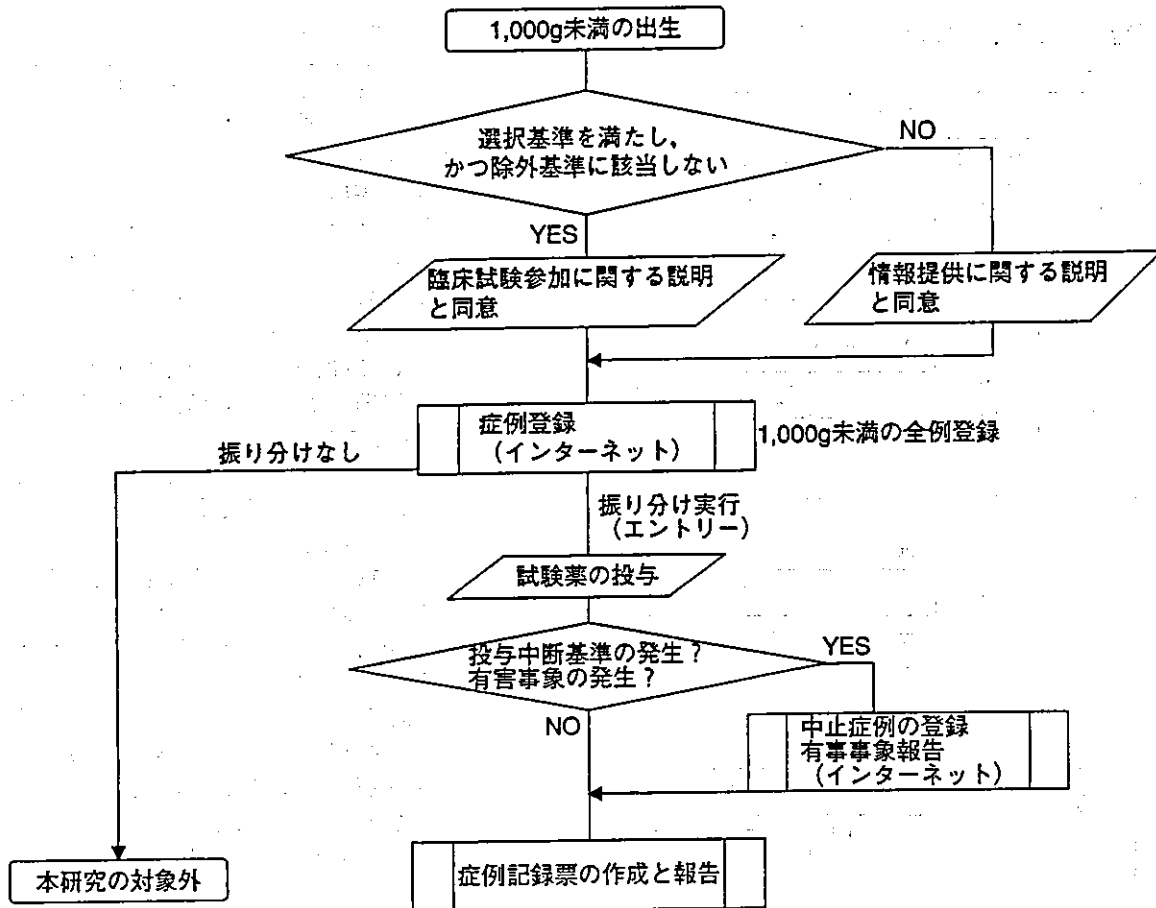 1,000g未満の出生
選択基準を満たし,
かつ除外基準に該当しない
NO
YES
臨床試験参加に関する説明
と同意
情報提供に関する説明
と同意
症例登録
(インターネット)
1,000g未満の全例登録
振り分けなし
振り分け実行
(エントリー)
試験薬の投与
投与中断基準の発生?
有害事象の発生?
YES
NO
中止症例の登録
有事事象報告
(インターネット)
本研究の対象外
症例記録票の作成と報告